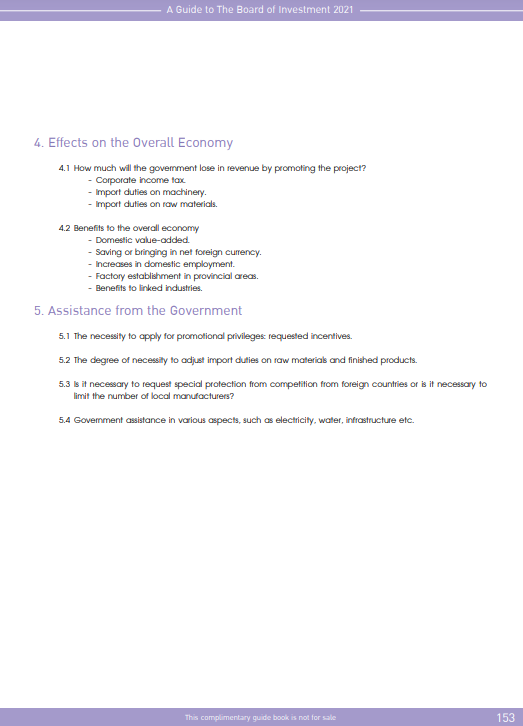 A Guide to The Board of Investment 2021
4. Effects on the Overall Economy
4.1 How much will the government lose in revenue by promoting the project?
- Corporate income tax.
- Import duties on machinery.
- Import duties on raw materials.
4.2 Benefits to the overall economy
- Domestic value-added.
- Saving or bringing in net foreign currency.
- Increases in domestic employment.
- Factory establishment in provincial areas.
- Benefits to linked industries.
5. Assistance from the Government
5.1 The necessity to apply for promotional privileges: requested incentives.
5.2 The degree of necessity to adjust import duties on raw materials and finished products.
5.3 Is it necessary to request special protection from competition from foreign countries or is it necessary to
limit the number of local manufacturers?
5.4 Government assistance in various aspects, such as electricity, water, infrastructure etc.
This complimentary guide book is not for sale
153